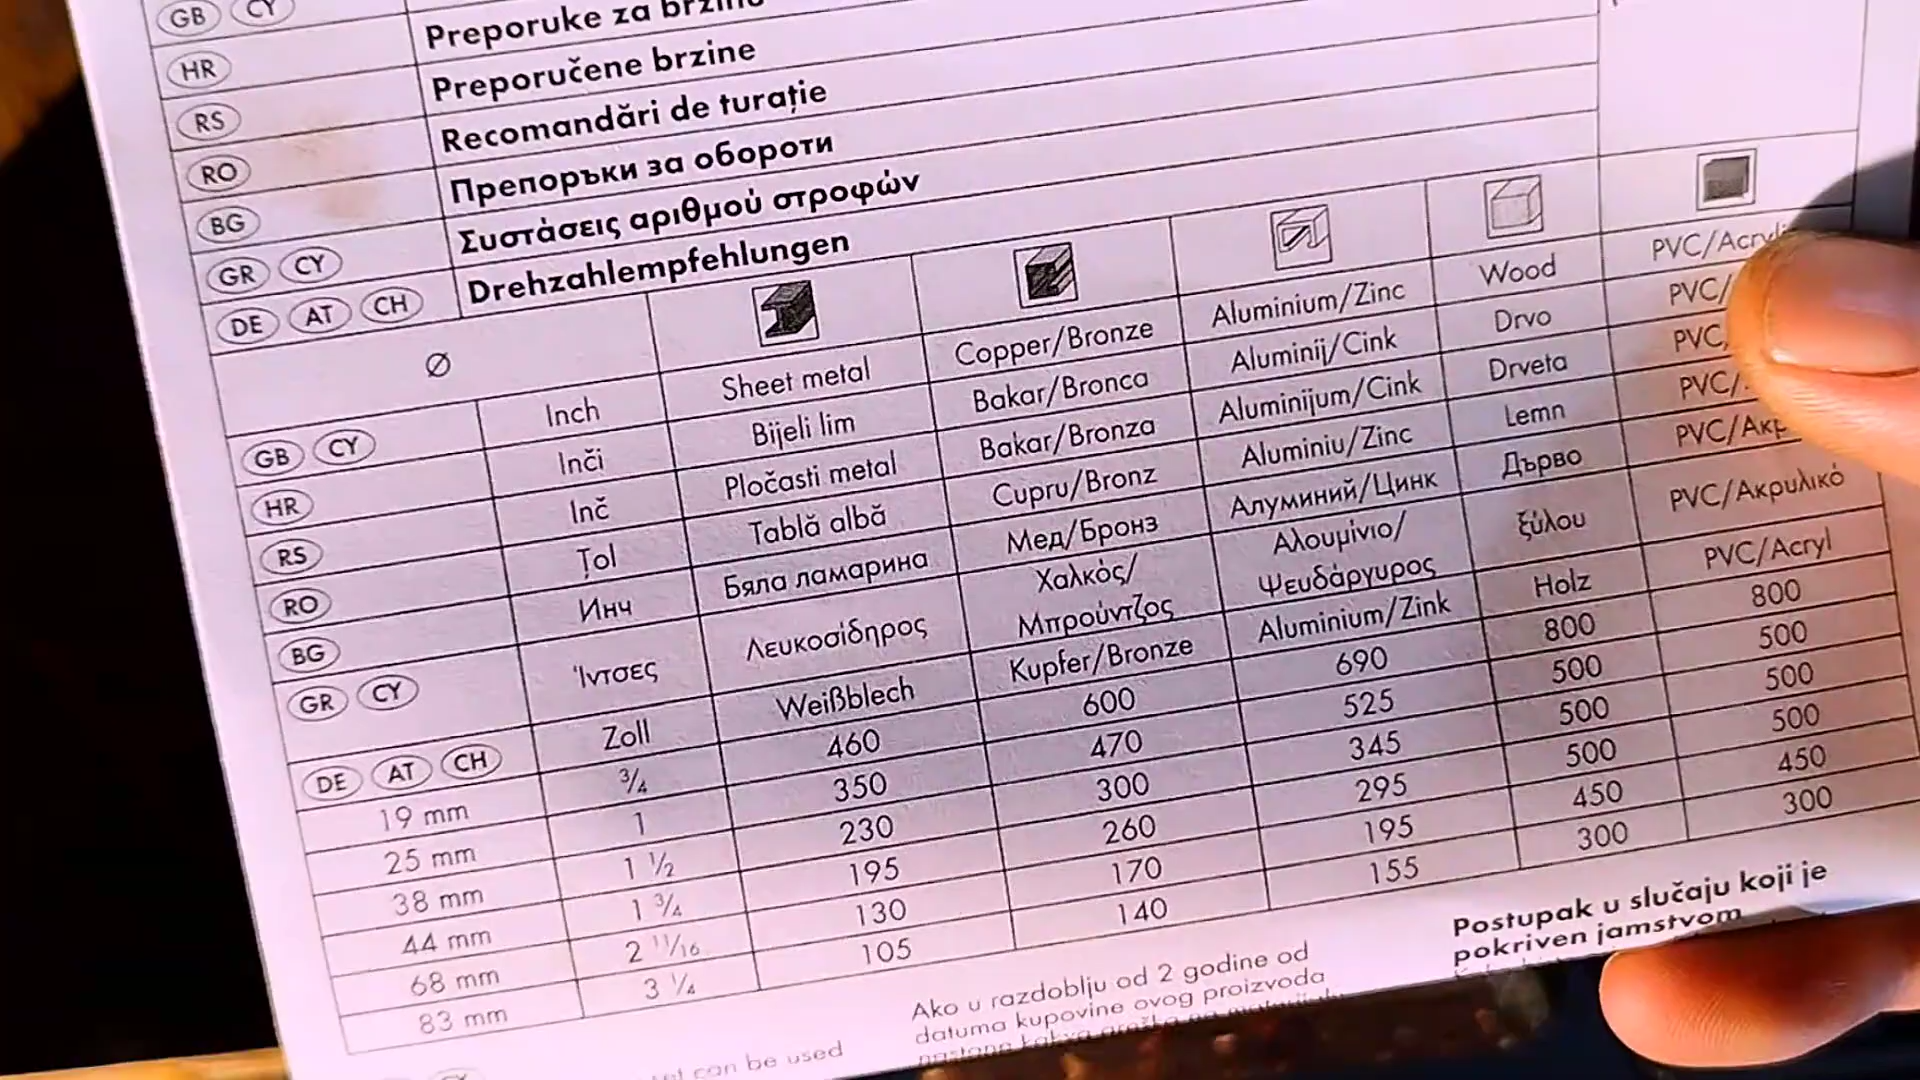 GB CY
HR Preporuke za
RS Preporučene brzine
RO Recomandări de turaţie
BG Препоръки за обороти
GR CY Συστάσεις αριθμού στροφών
DE AT CH Drehzahlempfehlungen
Ø
GB CY Inch Sheet metal Copper/Bronze Aluminium/Zinc Wood
HR Inči Bijeli lim Bakar/Bronca Aluminij/Cink Drvo PVC/
RS Inč Pločasti metal Bakar/Bronza Aluminijum/Cink Drveta PVC/
RO Ţol Tablă albă Cupru/Bronz Aluminiu/Zinc Lemn PVC/
BG Инч Бяла ламарина Мед/Бронз Алуминий/Цинк Дърво
GR CY Ίντσες Λευκοσίδηρος Χαλκός/ Μπρούντζος Αλουμίνιο/ Ψευδάργυρος ξύλου PVC/Ακρυλικό
DE AT CH Zoll Weißblech Kupfer/Bronze Aluminium/Zink Holz PVC/Acryl
19 mm ¾ 460 600 690 800 800
25 mm 1 350 470 525 500 500
38 mm 1 ½ 230 300 345 500 500
44 mm 1 ¾ 195 260 295 500 500
68 mm 2 11/16 130 170 195 450 450
83 mm 3 ¼ 105 140 155 300 300
can be used
Ako u razdoblju od 2 godine od
datuma kupovine ovog proizvoda
Postupak u slučaju koji je
pokriven jamstvom